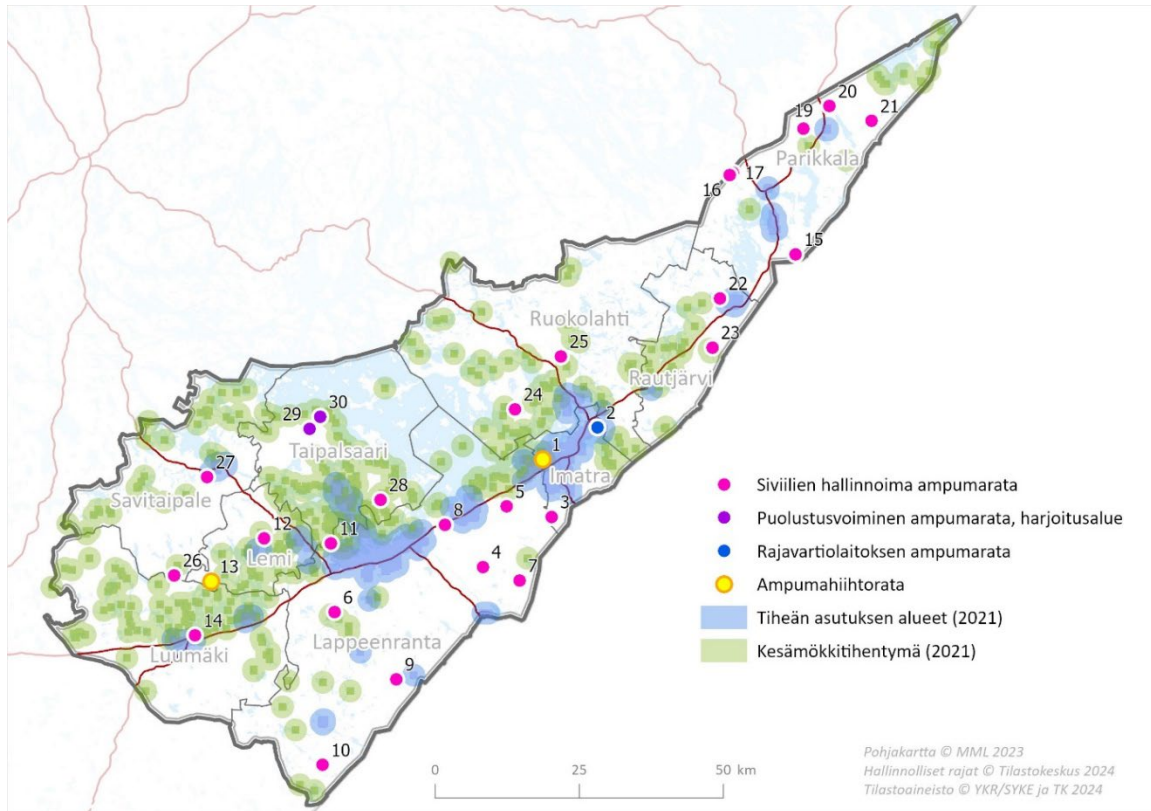 20
19
21
Parikkala
17
16
15
22
Ruokolahti
25
23
Rautjärvi
24
30
2
29
Taipalsaari
1
Imatra
27
Savitaipale
28
5
3
8
12
11
Lemi
4
26
13
7
6
14
Lappeenranta
Luumäki
9
10
Siviilien hallinnoima ampumarata
Puolustusvoiminen ampumarata, harjoitusalue
Rajavartiolaitoksen ampumarata
Ampumahiihtorata
Tiheän asutuksen alueet (2021)
Kesämökkitihentymä (2021)
0 25 50 km
Pohjakartta © MML 2023
Hallinnolliset rajat © Tilastokeskus 2024
Tilastoaineisto © YKR/SYKE ja TK 2024